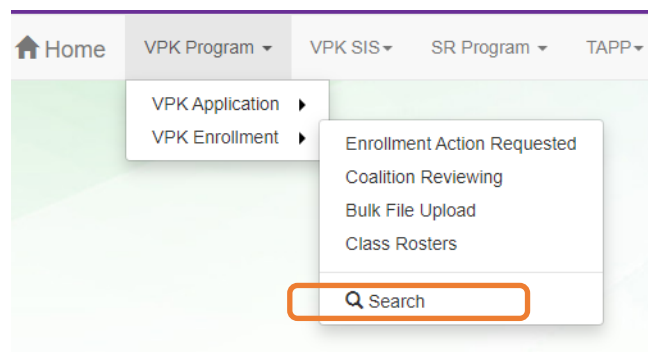 Home VPK Program VPK SIS SR Program TAPP
VPK Application
VPK Enrollment
Enrollment Action Requested
Coalition Reviewing
Bulk File Upload
Class Rosters
Search